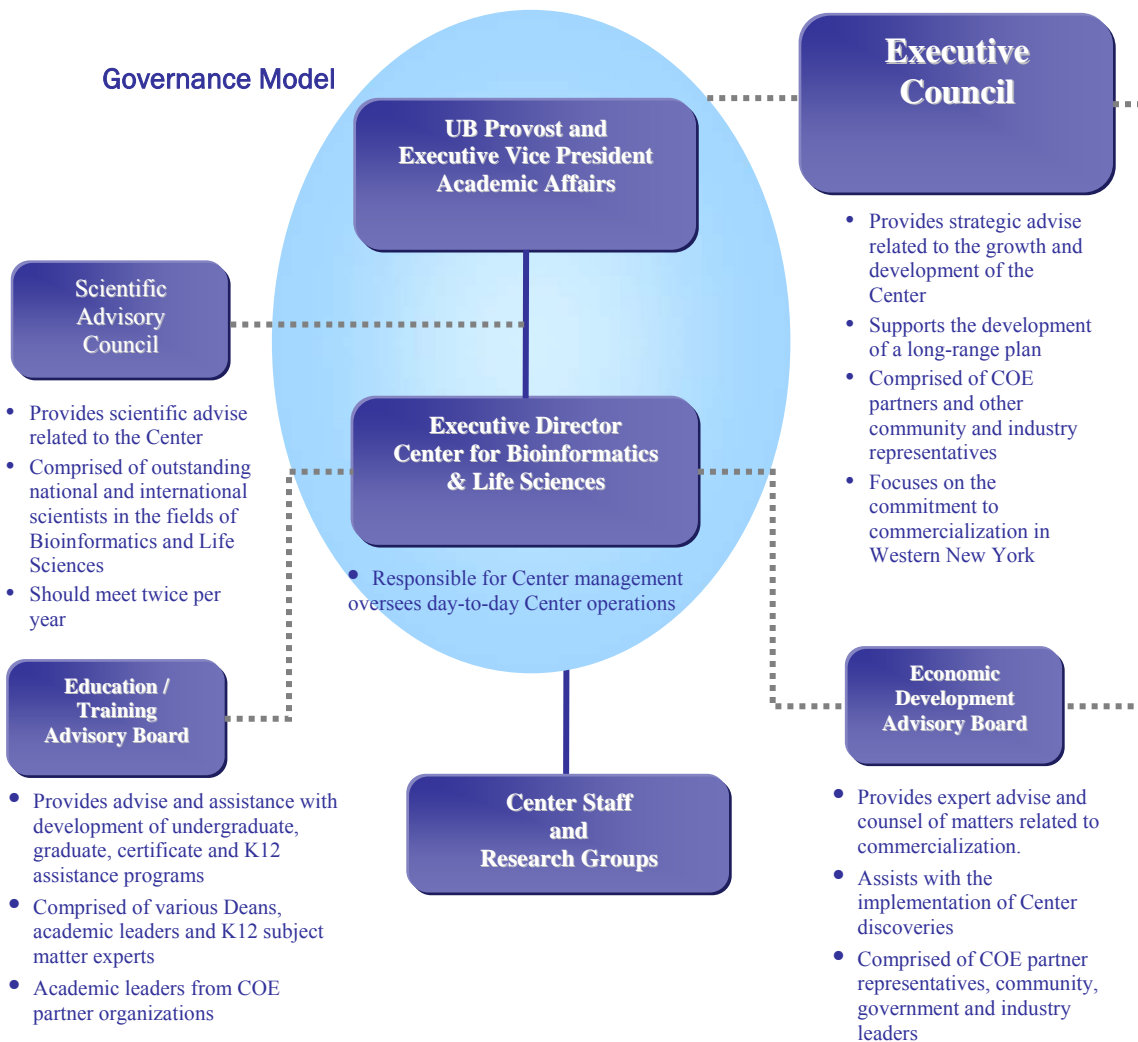 Governance Model
UB Provost and
Executive Vice President
Academic Affairs
Executive
Council
• Provides strategic advise
related to the growth and
development of the
Center
• Supports the development
of a long-range plan
• Comprised of COE
partners and other
community and industry
representatives
• Focuses on the
commitment to
commercialization in
Western New York
Scientific
Advisory
Council
• Provides scientific advise
related to the Center
• Comprised of outstanding
national and international
scientists in the fields of
Bioinformatics and Life
Sciences
• Should meet twice per
year
Executive Director
Center for Bioinformatics
& Life Sciences
• Responsible for Center management
oversees day-to-day Center operations
Education /
Training
Advisory Board
• Provides advise and assistance with
development of undergraduate,
graduate, certificate and K12
assistance programs
• Comprised of various Deans,
academic leaders and K12 subject
matter experts
• Academic leaders from COE
partner organizations
Center Staff
and
Research Groups
Economic
Development
Advisory Board
• Provides expert advise and
counsel of matters related to
commercialization.
• Assists with the
implementation of Center
discoveries
• Comprised of COE partner
representatives, community,
government and industry
leaders